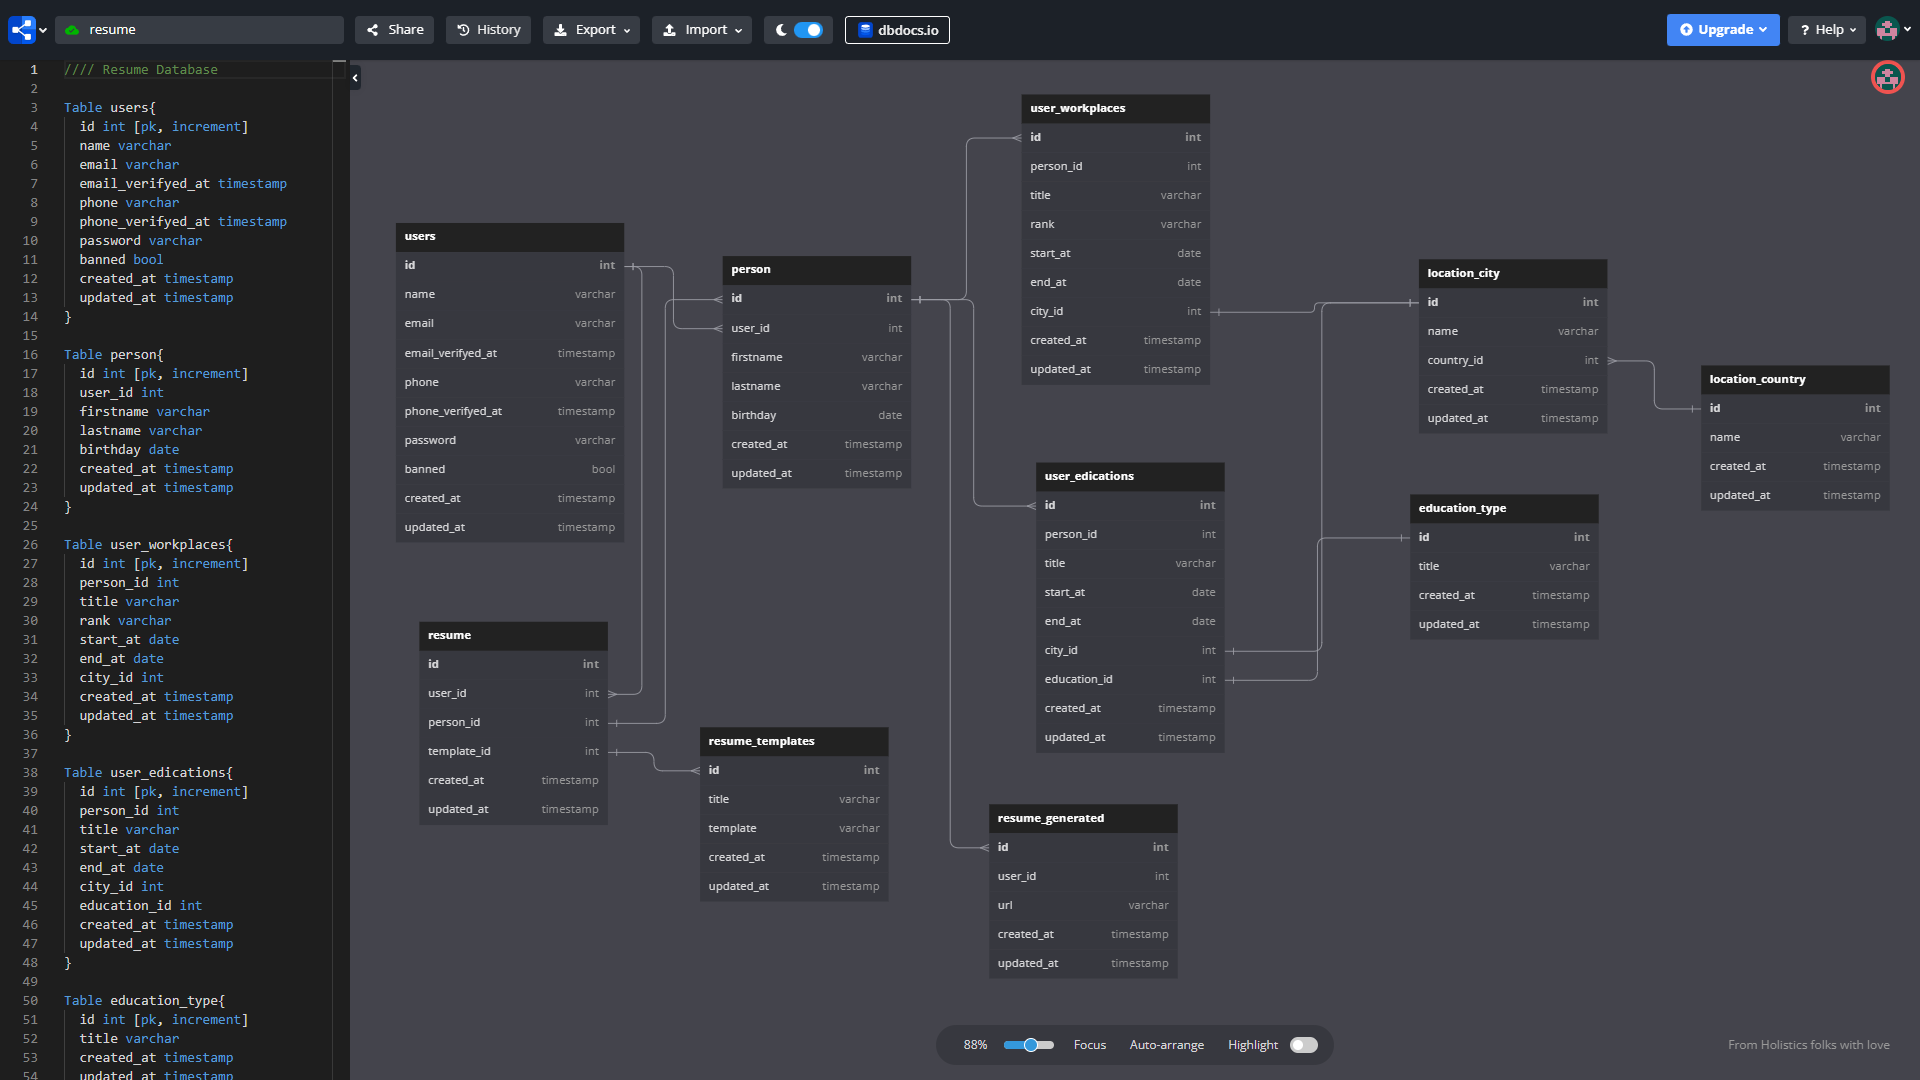 resume
Share
History
Export
Import
dbdocs.io
Upgrade
? Help
1 //// Resume Database
2
3 Table users{
4 id int [pk, increment]
5 name varchar
6 email varchar
7 email_verifyed_at timestamp
8 phone varchar
9 phone_verifyed_at timestamp
10 password varchar
11 banned bool
12 created_at timestamp
13 updated_at timestamp
14 }
15
16 Table person{
17 id int [pk, increment]
18 user_id int
19 firstname varchar
20 lastname varchar
21 birthday date
22 created_at timestamp
23 updated_at timestamp
24 }
25
26 Table user_workplaces{
27 id int [pk, increment]
28 person_id int
29 title varchar
30 rank varchar
31 start_at date
32 end_at date
33 city_id int
34 created_at timestamp
35 updated_at timestamp
36 }
37
38 Table user_edications{
39 id int [pk, increment]
40 person_id int
41 title varchar
42 start_at date
43 end_at date
44 city_id int
45 education_id int
46 created_at timestamp
47 updated_at timestamp
48 }
49
50 Table education_type{
51 id int [pk, increment]
52 title varchar
53 created_at timestamp
54 updated_at timestamp
users
id int
name varchar
email varchar
email_verifyed_at timestamp
phone varchar
phone_verifyed_at timestamp
password varchar
banned bool
created_at timestamp
updated_at timestamp
person
id int
user_id int
firstname varchar
lastname varchar
birthday date
created_at timestamp
updated_at timestamp
user_workplaces
id int
person_id int
title varchar
rank varchar
start_at date
end_at date
city_id int
created_at timestamp
updated_at timestamp
location_city
id int
name varchar
country_id int
created_at timestamp
updated_at timestamp
location_country
id int
name varchar
created_at timestamp
updated_at timestamp
user_edications
id int
person_id int
title varchar
start_at date
end_at date
city_id int
education_id int
created_at timestamp
updated_at timestamp
education_type
id int
title varchar
created_at timestamp
updated_at timestamp
resume
id int
user_id int
person_id int
template_id int
created_at timestamp
updated_at timestamp
resume_templates
id int
title varchar
template varchar
created_at timestamp
updated_at timestamp
resume_generated
id int
user_id int
url varchar
created_at timestamp
updated_at timestamp
88% Focus Auto-arrange Highlight
From Holistics folks with love